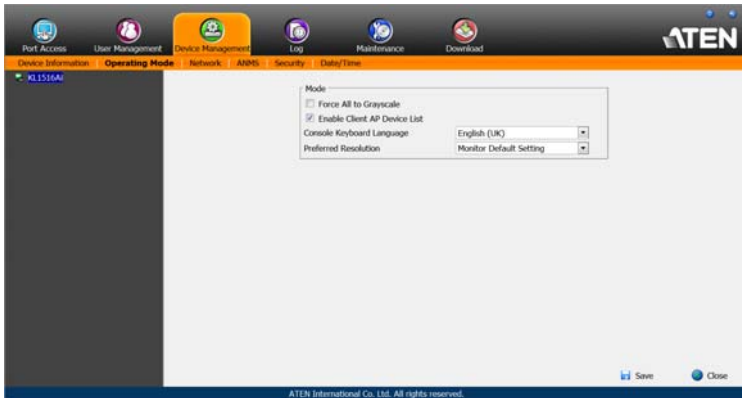 Port Access User Management Device Management Log Maintenance Download ATEN
Device Information Operating Mode Network ANMS Security Date/Time
KL1516Ai
Mode
Force All to Grayscale
Enable Client AP Device List
Console Keyboard Language English (UK)
Preferred Resolution Monitor Default Setting
Save Close
ATEN International Co. Ltd. All rights reserved.